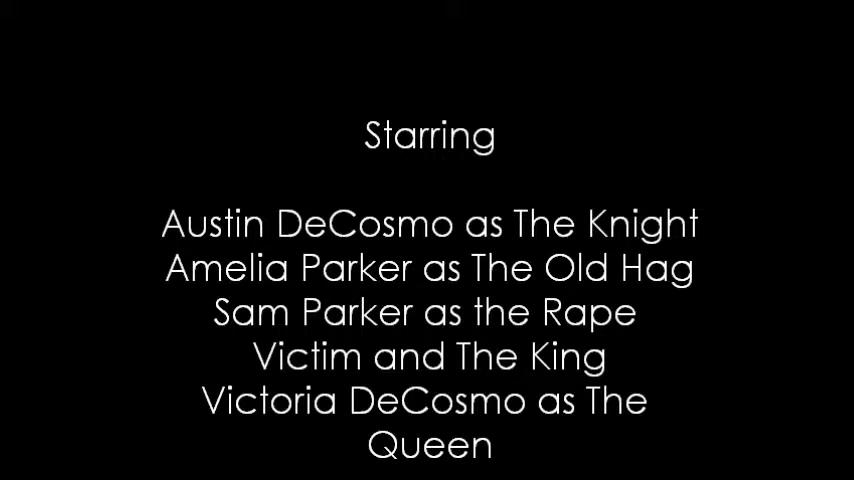 Starring
Austin DeCosmo as The Knight
Amelia Parker as The Old Hag
Sam Parker as the Rape
Victim and The King
Victoria DeCosmo as The
Queen